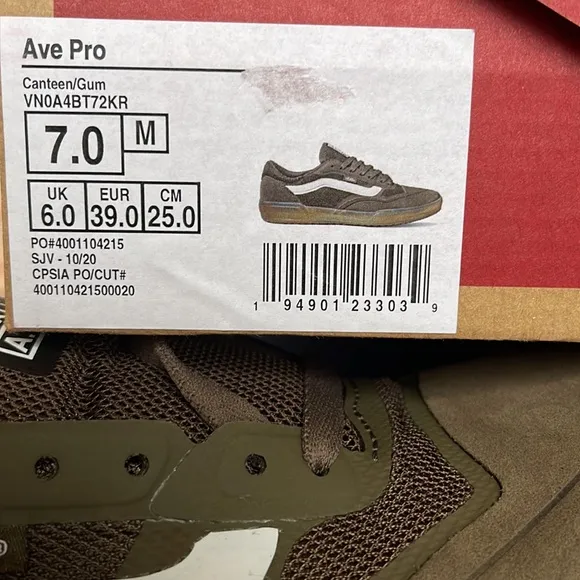 Ave Pro
Canteen/Gum
VN0A4BT72KR
7.0 M
UK EUR CM
6.0 39.0 25.0
PO#4001104215
SJV - 10/20
CPSIA PO/CUT#
400110421500020
1 94901 23303 9